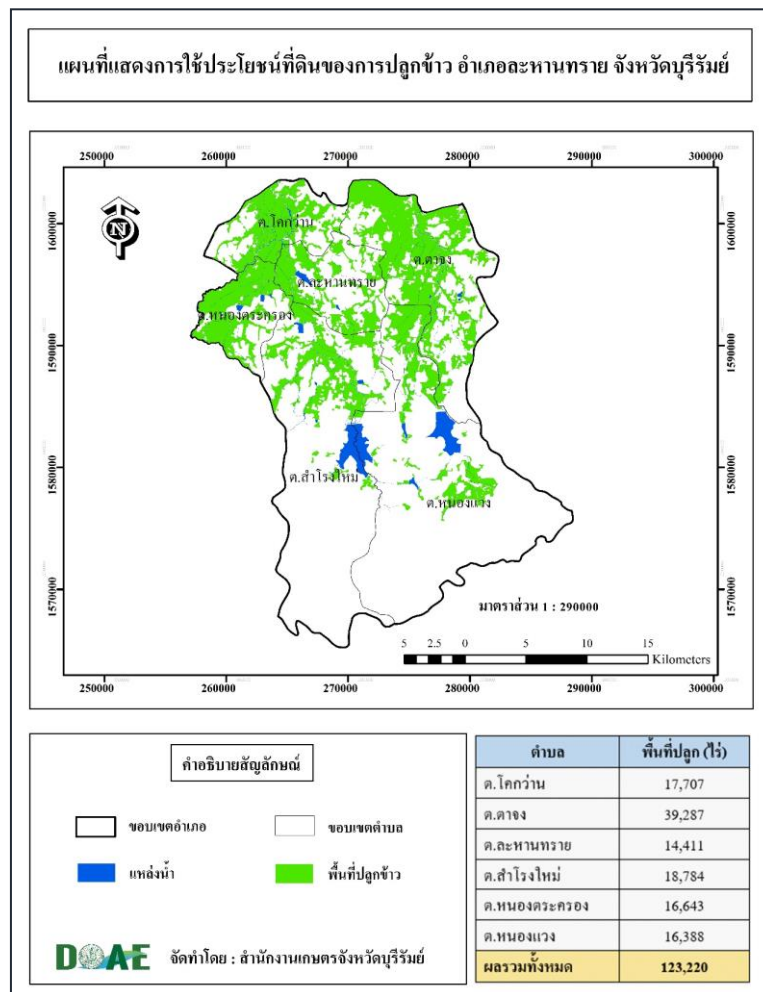 แผนที่แสดงการใช้ประโยชน์ที่ดินของการปลูกข้าว อำเภอละหานทราย จังหวัดบุรีรัมย์
250000 260000 270000 280000 290000 300000
1600000 1600000
1590000 1590000
1580000 1580000
1570000 1570000
N
ต.โคกว่าน
ต.ตาจง
ต.ละหานทราย
ต.หนองตะครอง
ต.สำโรงใหม่
ต.หนองแวง
มาตราส่วน 1 : 290000
5 2.5 0 5 10 15
Kilometers
250000 260000 270000 280000 290000 300000
คำอธิบายสัญลักษณ์
ขอบเขตอำเภอ ขอบเขตตำบล
แหล่งน้ำ พื้นที่ปลูกข้าว
DOAE จัดทำโดย : สำนักงานเกษตรจังหวัดบุรีรัมย์
ตำบล พื้นที่ปลูก (ไร่)
ต.โคกว่าน 17,707
ต.ตาจง 39,287
ต.ละหานทราย 14,411
ต.สำโรงใหม่ 18,784
ต.หนองตระครอง 16,643
ต.หนองแวง 16,388
ผลรวมทั้งหมด 123,220